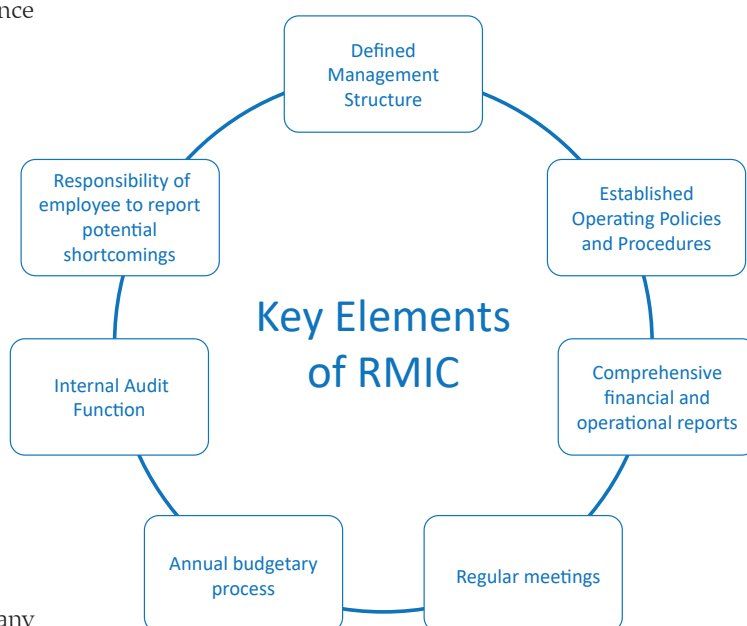 nce
Defined
Management
Structure
Responsibility of
employee to report
potential
shortcomings
Established
Operating Policies
and Procedures
Key Elements
of RMIC
Internal Audit
Function
Comprehensive
financial and
operational reports
Annual budgetary
process
Regular meetings
any